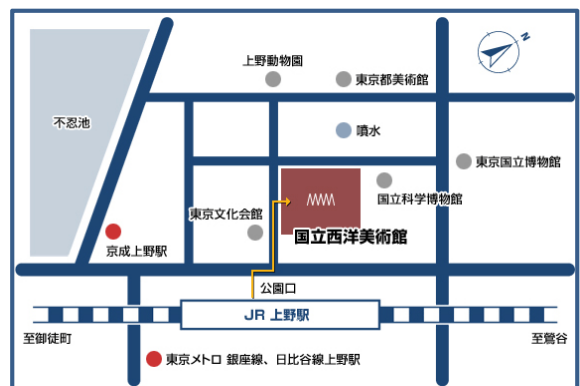 N
上野動物園
東京都美術館
不忍池
噴水
東京国立博物館
国立科学博物館
東京文化会館
国立西洋美術館
京成上野駅
公園口
JR 上野駅
至御徒町
至鶯谷
東京メトロ 銀座線、日比谷線上野駅